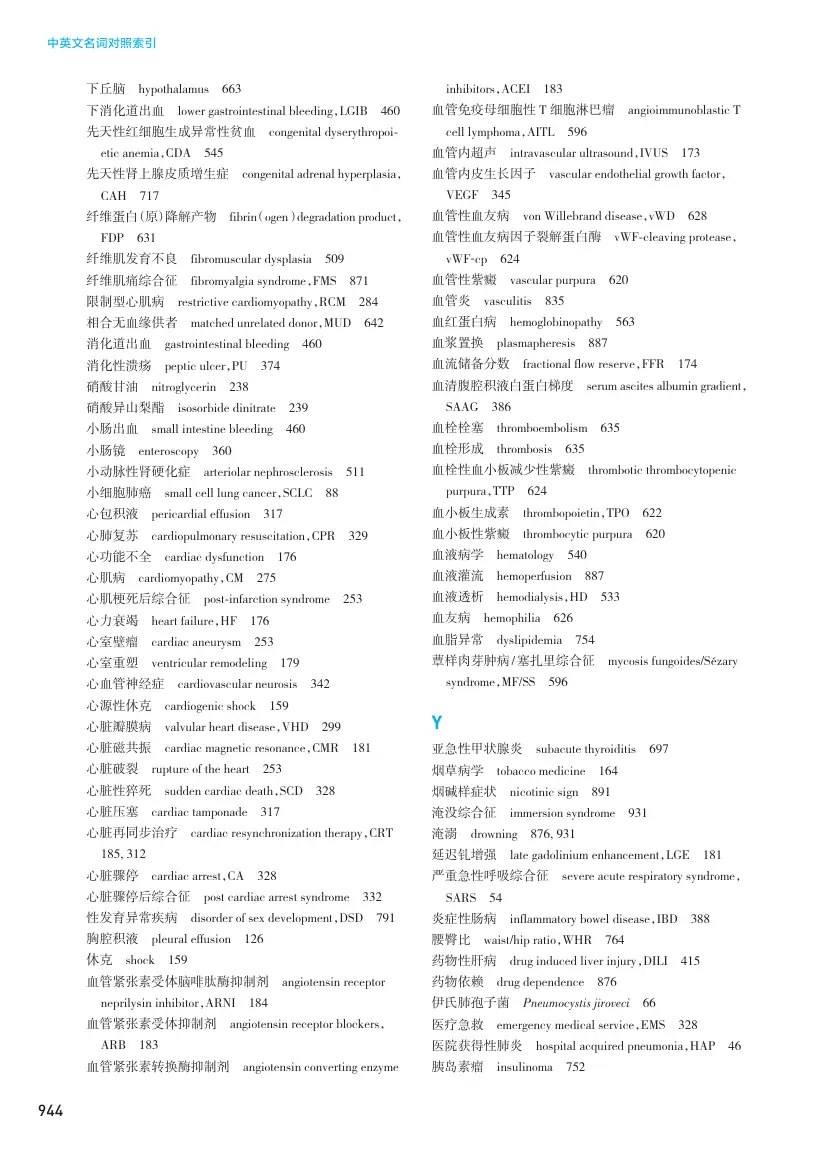 中英文名词对照索引
下丘脑 hypothalamus 663
下消化道出血 lower gastrointestinal bleeding,LGIB 460
先天性红细胞生成异常性贫血 congenital dyserythropoi-
etic anemia,CDA 545
先天性肾上腺皮质增生症 congenital adrenal hyperplasia,
CAH 717
纤维蛋白(原)降解产物 fibrin(ogen)degradation product,
FDP 631
纤维肌发育不良 fibromuscular dysplasia 509
纤维肌痛综合征 fibromyalgia syndrome,FMS 871
限制型心肌病 restrictive cardiomyopathy,RCM 284
相合无血缘供者 matched unrelated donor,MUD 642
消化道出血 gastrointestinal bleeding 460
消化性溃疡 peptic ulcer,PU 374
硝酸甘油 nitroglycerin 238
硝酸异山梨酯 isosorbide dinitrate 239
小肠出血 small intestine bleeding 460
小肠镜 enteroscopy 360
小动脉性肾硬化症 arteriolar nephrosclerosis 511
小细胞肺癌 small cell lung cancer,SCLC 88
心包积液 pericardial effusion 317
心肺复苏 cardiopulmonary resuscitation,CPR 329
心功能不全 cardiac dysfunction 176
心肌病 cardiomyopathy,CM 275
心肌梗死后综合征 post-infarction syndrome 253
心力衰竭 heart failure,HF 176
心室壁瘤 cardiac aneurysm 253
心室重塑 ventricular remodeling 179
心血管神经症 cardiovascular neurosis 342
心源性休克 cardiogenic shock 159
心脏瓣膜病 valvular heart disease,VHD 299
心脏磁共振 cardiac magnetic resonance,CMR 181
心脏破裂 rupture of the heart 253
心脏性猝死 sudden cardiac death,SCD 328
心脏压塞 cardiac tamponade 317
心脏再同步治疗 cardiac resynchronization therapy,CRT
185, 312
心脏骤停 cardiac arrest,CA 328
心脏骤停后综合征 post cardiac arrest syndrome 332
性发育异常疾病 disorder of sex development,DSD 791
胸腔积液 pleural effusion 126
休克 shock 159
血管紧张素受体脑啡肽酶抑制剂 angiotensin receptor
neprilysin inhibitor,ARNI 184
血管紧张素受体抑制剂 angiotensin receptor blockers,
ARB 183
血管紧张素转换酶抑制剂 angiotensin converting enzyme
inhibitors,ACEI 183
血管免疫母细胞性 T 细胞淋巴瘤 angioimmunoblastic T
cell lymphoma,AITL 596
血管内超声 intravascular ultrasound,IVUS 173
血管内皮生长因子 vascular endothelial growth factor,
VEGF 345
血管性血友病 von Willebrand disease,vWD 628
血管性血友病因子裂解蛋白酶 vWF-cleaving protease,
vWF-cp 624
血管性紫癜 vascular purpura 620
血管炎 vasculitis 835
血红蛋白病 hemoglobinopathy 563
血浆置换 plasmapheresis 887
血流储备分数 fractional flow reserve,FFR 174
血清腹腔积液白蛋白梯度 serum ascites albumin gradient,
SAAG 386
血栓栓塞 thromboembolism 635
血栓形成 thrombosis 635
血栓性血小板减少性紫癜 thrombotic thrombocytopenic
purpura,TTP 624
血小板生成素 thrombopoietin,TPO 622
血小板性紫癜 thrombocytic purpura 620
血液病学 hematology 540
血液灌流 hemoperfusion 887
血液透析 hemodialysis,HD 533
血友病 hemophilia 626
血脂异常 dyslipidemia 754
蕈样肉芽肿病/塞扎里综合征 mycosis fungoides/Sézary
syndrome,MF/SS 596
Y
亚急性甲状腺炎 subacute thyroiditis 697
烟草病学 tobacco medicine 164
烟碱样症状 nicotinic sign 891
淹没综合征 immersion syndrome 931
淹溺 drowning 876, 931
延迟钆增强 late gadolinium enhancement,LGE 181
严重急性呼吸综合征 severe acute respiratory syndrome,
SARS 54
炎症性肠病 inflammatory bowel disease,IBD 388
腰臀比 waist/hip ratio,WHR 764
药物性肝病 drug induced liver injury,DILI 415
药物依赖 drug dependence 876
伊氏肺孢子菌 Pneumocystis jiroveci 66
医疗急救 emergency medical service,EMS 328
医院获得性肺炎 hospital acquired pneumonia,HAP 46
胰岛素瘤 insulinoma 752
944